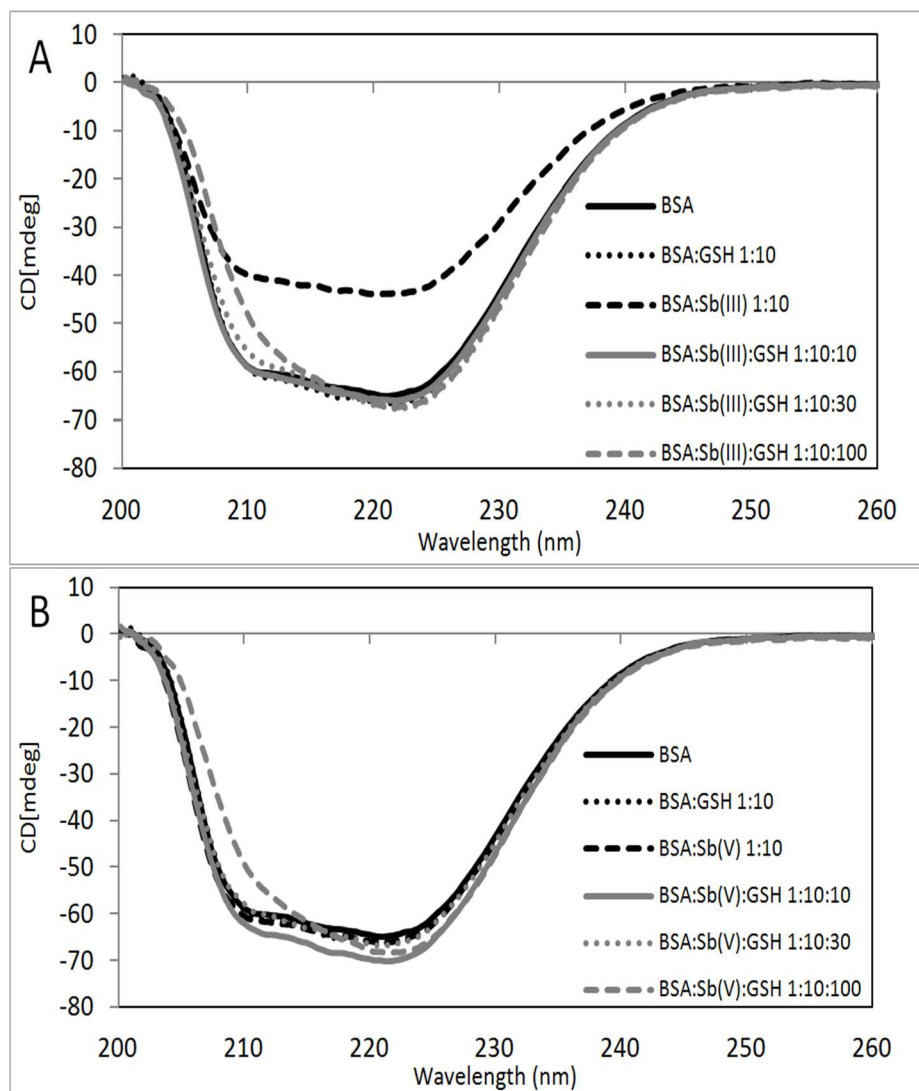 A
10
0
-10
-20
-30
-40
-50
-60
-70
-80
CD[mdeg]
200 210 220 230 240 250 260
Wavelength (nm)
BSA
BSA:GSH 1:10
BSA:Sb(III) 1:10
BSA:Sb(III):GSH 1:10:10
BSA:Sb(III):GSH 1:10:30
BSA:Sb(III):GSH 1:10:100
B
10
0
-10
-20
-30
-40
-50
-60
-70
-80
CD[mdeg]
200 210 220 230 240 250 260
Wavelength (nm)
BSA
BSA:GSH 1:10
BSA:Sb(V) 1:10
BSA:Sb(V):GSH 1:10:10
BSA:Sb(V):GSH 1:10:30
BSA:Sb(V):GSH 1:10:100